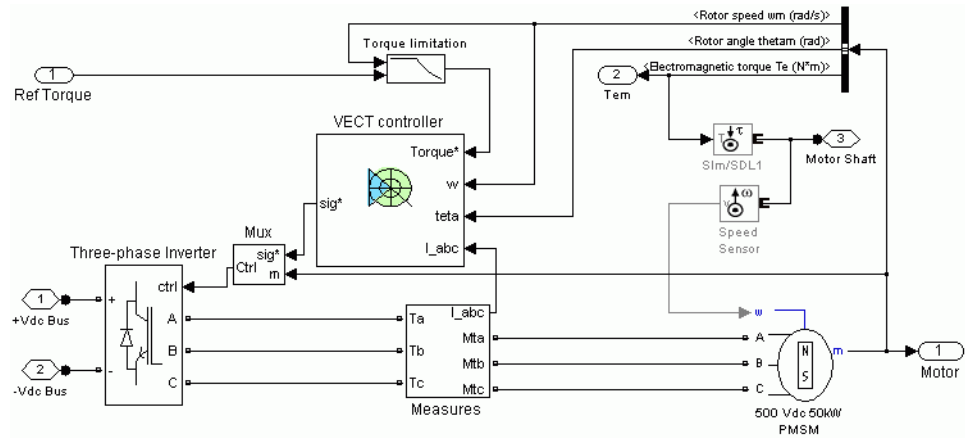 <Rotor speed wm (rad/s)>
<Rotor angle thetam (rad)>
<Electromagnetic torque Te (N*m)>
Torque limitation
1
Ref Torque
2
Tem
VECT controller
Torque*
w
teta
I_abc
sig*
T
τ
Slm/SDL1
3
Motor Shaft
v
ω
Speed
Sensor
Mux
sig*
Ctrl
m
Three-phase Inverter
ctrl
1
+Vdc Bus
+
A
B
2
-Vdc Bus
-
C
I_abc
Ta
Mta
Tb
Mtb
Tc
Mtc
Measures
w
A
B
C
N
S
m
1
Motor
500 Vdc 50kW
PMSM